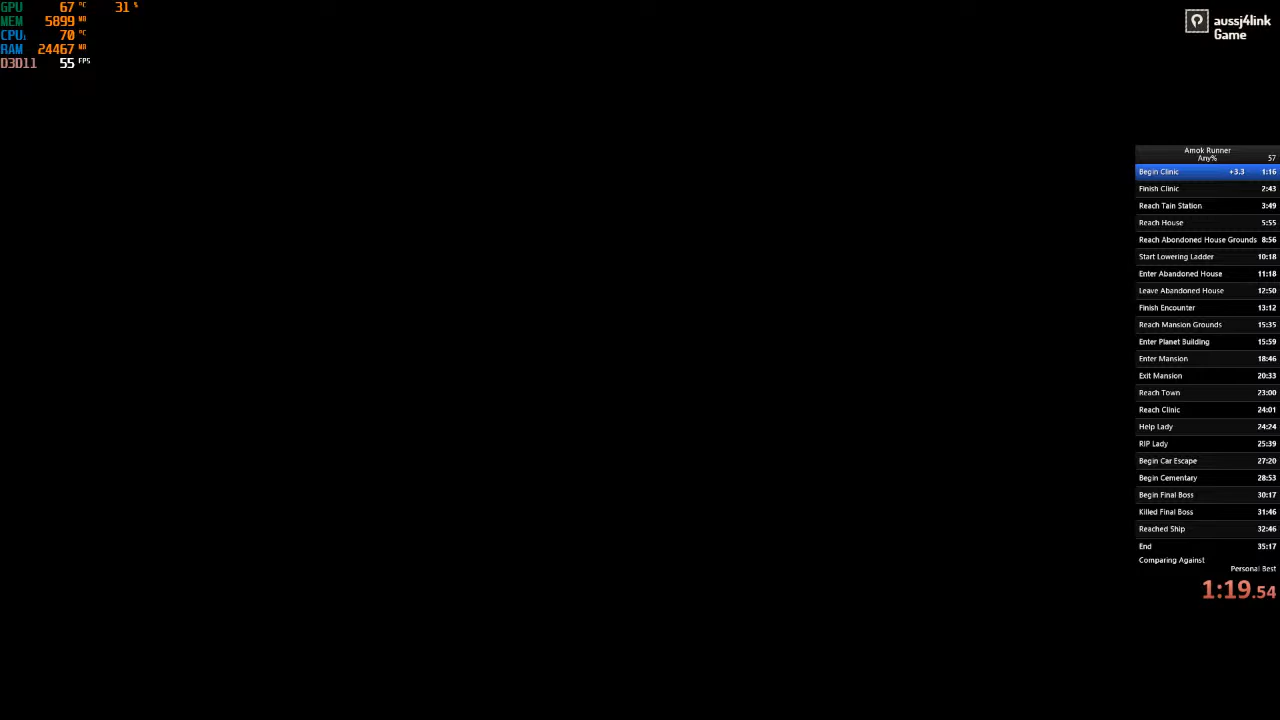 GPU 67 °C 31 %
MEM 5899 MB
CPU 70 °C
RAM 24467 MB
D3D11 55 FPS
aussj4link
Game
Amok Runner
Any% 57
Begin Clinic +3.3 1:16
Finish Clinic 2:43
Reach Tain Station 3:49
Reach House 5:55
Reach Abondoned House Grounds 8:56
Start Lowering Ladder 10:18
Enter Abandoned House 11:18
Leave Abandoned House 12:50
Finish Encounter 13:12
Reach Mansion Grounds 15:35
Enter Planet Building 15:59
Enter Mansion 18:46
Exit Mansion 20:33
Reach Town 23:00
Reach Clinic 24:01
Help Lady 24:24
RIP Lady 25:39
Begin Car Escape 27:20
Begin Cementary 28:53
Begin Final Boss 30:17
Killed Final Boss 31:46
Reached Ship 32:46
End 35:17
Comparing Against
Personal Best
1:19.54